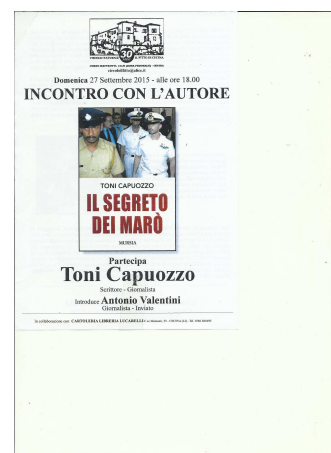 30
Domenica 27 Settembre 2015 - alle ore 18.00
INCONTRO CON L'AUTORE
TONI CAPUOZZO
IL SEGRETO
DEI MARÒ
MURSIA
Partecipa
Toni Capuozzo
Scrittore - Giornalista
Introduce Antonio Valentini
Giornalista - Inviato
In collaborazione con CARTOLERIA LIBRERIA LUCARELLI